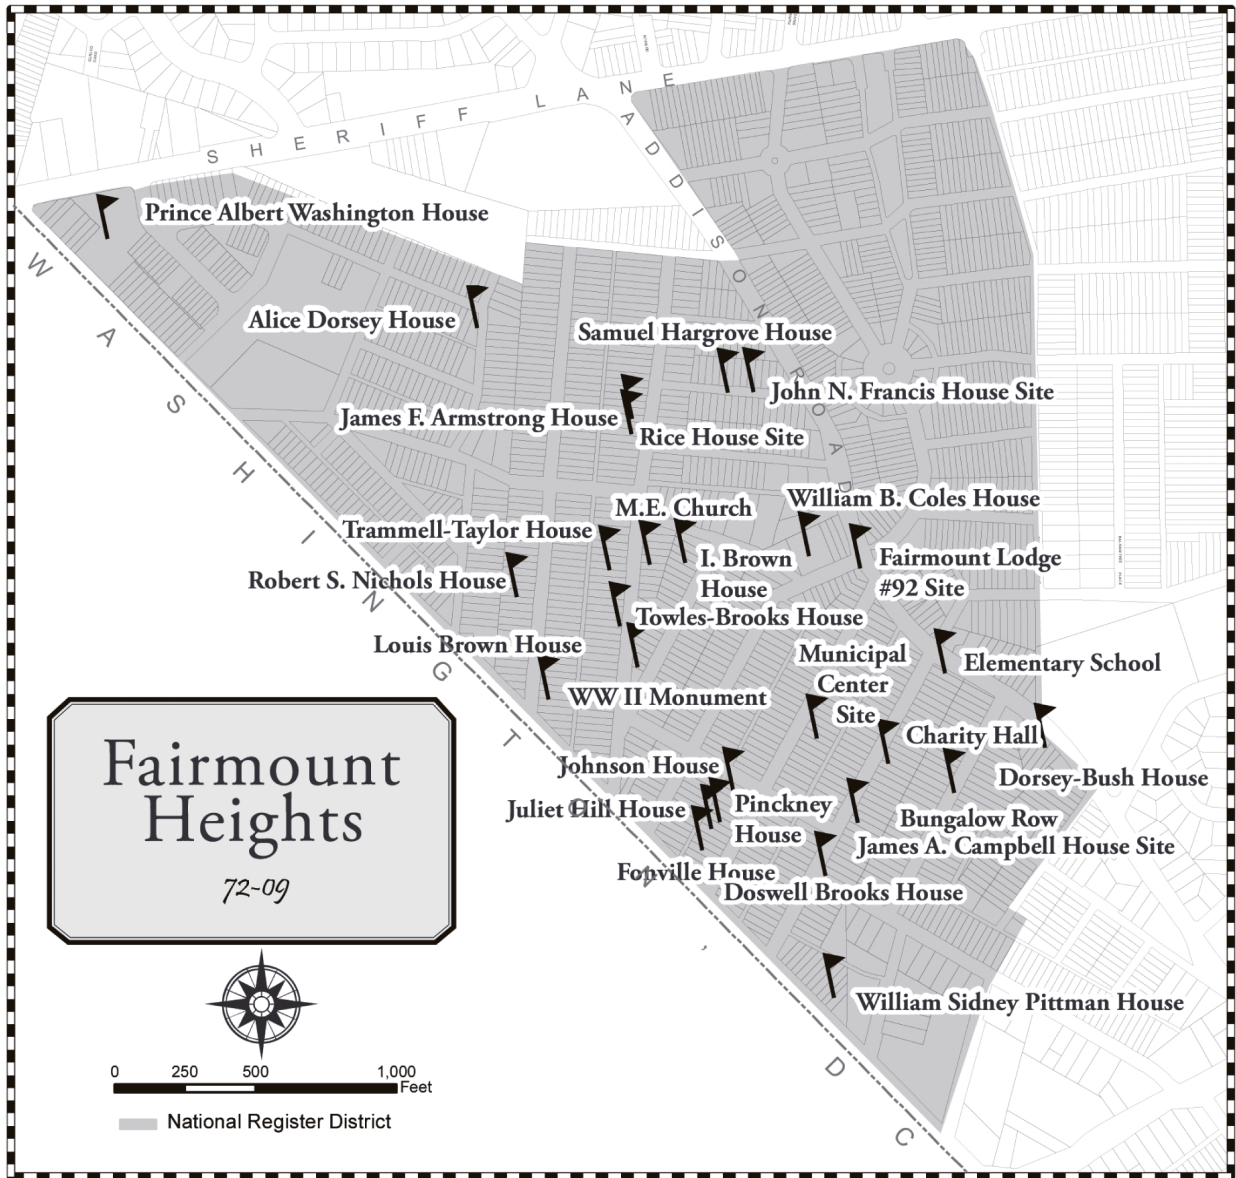 SHERIFF LANE
ADDISON ROAD
Prince Albert Washington House
WASHINGTON, DC
Alice Dorsey House
Samuel Hargrove House
John N. Francis House Site
James F. Armstrong House
Rice House Site
William B. Coles House
M.E. Church
Trammell-Taylor House
I. Brown
House
Fairmount Lodge
#92 Site
Robert S. Nichols House
Towles-Brooks House
Louis Brown House
Municipal
Center
Site
Elementary School
WW II Monument
Charity Hall
Johnson House
Dorsey-Bush House
Juliet Hill House
Pinckney
House
Bungalow Row
James A. Campbell House Site
Fonville House
Doswell Brooks House
William Sidney Pittman House
Fairmount
Heights
72-09
0 250 500 1,000
Feet
National Register District